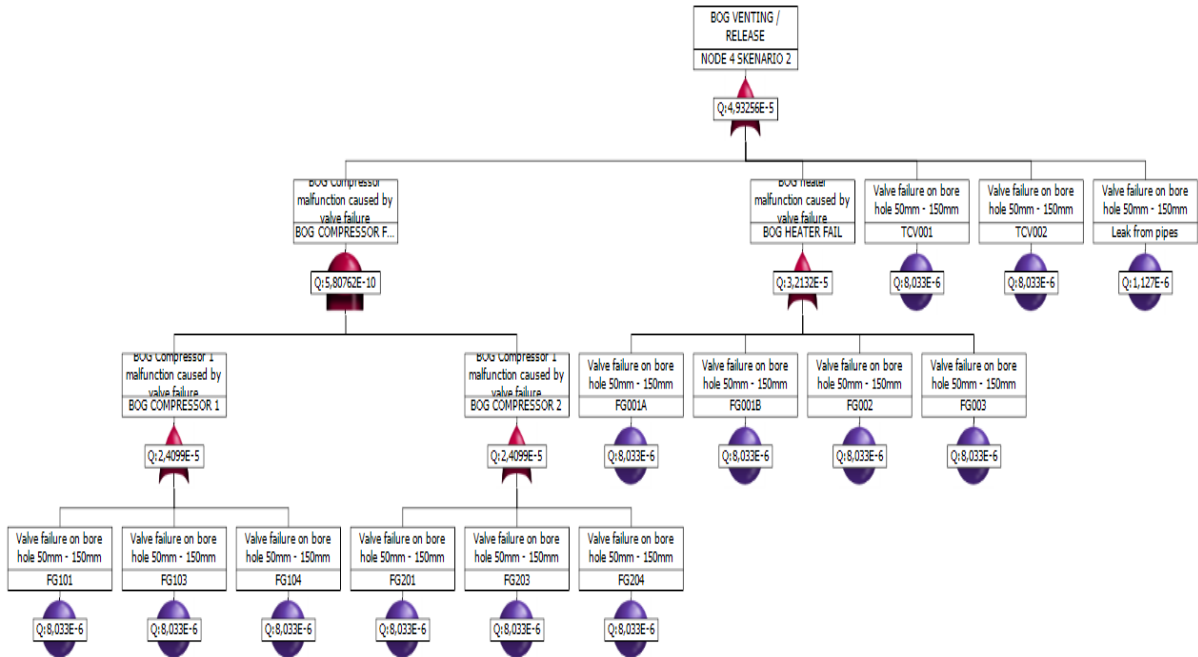 BOG VENTING /
RELEASE
NODE 4 SKENARIO 2
Q:4,93256E-5
BOG Compressor
malfunction caused by
valve failure
BOG COMPRESSOR F...
Q:5,80762E-10
BOG Heater
malfunction caused by
valve failure
BOG HEATER FAIL
Q:3,2132E-5
Valve failure on bore
hole 50mm - 150mm
TCV001
Q:8,033E-6
Valve failure on bore
hole 50mm - 150mm
TCV002
Q:8,033E-6
Valve failure on bore
hole 50mm - 150mm
Leak from pipes
Q:1,127E-6
BOG Compressor 1
malfunction caused by
valve failure
BOG COMPRESSOR 1
Q:2,4099E-5
BOG Compressor 1
malfunction caused by
valve failure
BOG COMPRESSOR 2
Q:2,4099E-5
Valve failure on bore
hole 50mm - 150mm
FG001A
Q:8,033E-6
Valve failure on bore
hole 50mm - 150mm
FG001B
Q:8,033E-6
Valve failure on bore
hole 50mm - 150mm
FG002
Q:8,033E-6
Valve failure on bore
hole 50mm - 150mm
FG003
Q:8,033E-6
Valve failure on bore
hole 50mm - 150mm
FG101
Q:8,033E-6
Valve failure on bore
hole 50mm - 150mm
FG103
Q:8,033E-6
Valve failure on bore
hole 50mm - 150mm
FG104
Q:8,033E-6
Valve failure on bore
hole 50mm - 150mm
FG201
Q:8,033E-6
Valve failure on bore
hole 50mm - 150mm
FG203
Q:8,033E-6
Valve failure on bore
hole 50mm - 150mm
FG204
Q:8,033E-6